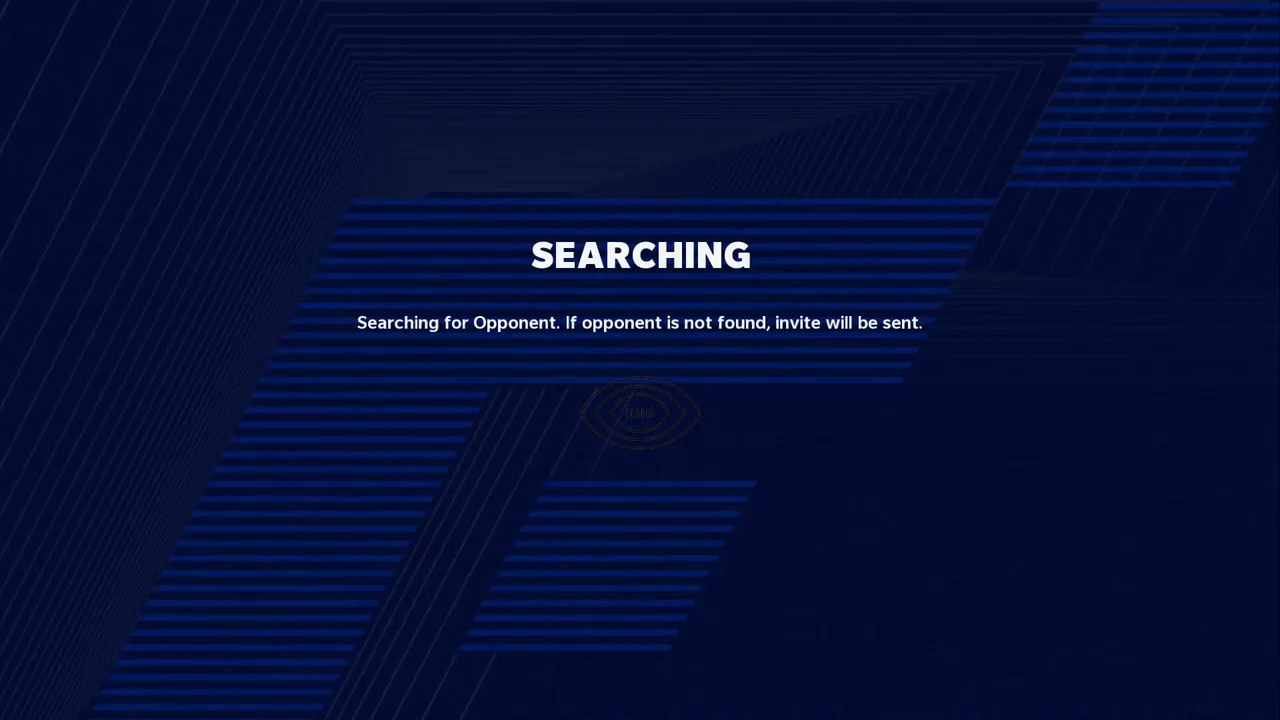 SEARCHING
Searching for Opponent. If opponent is not found, invite will be sent.